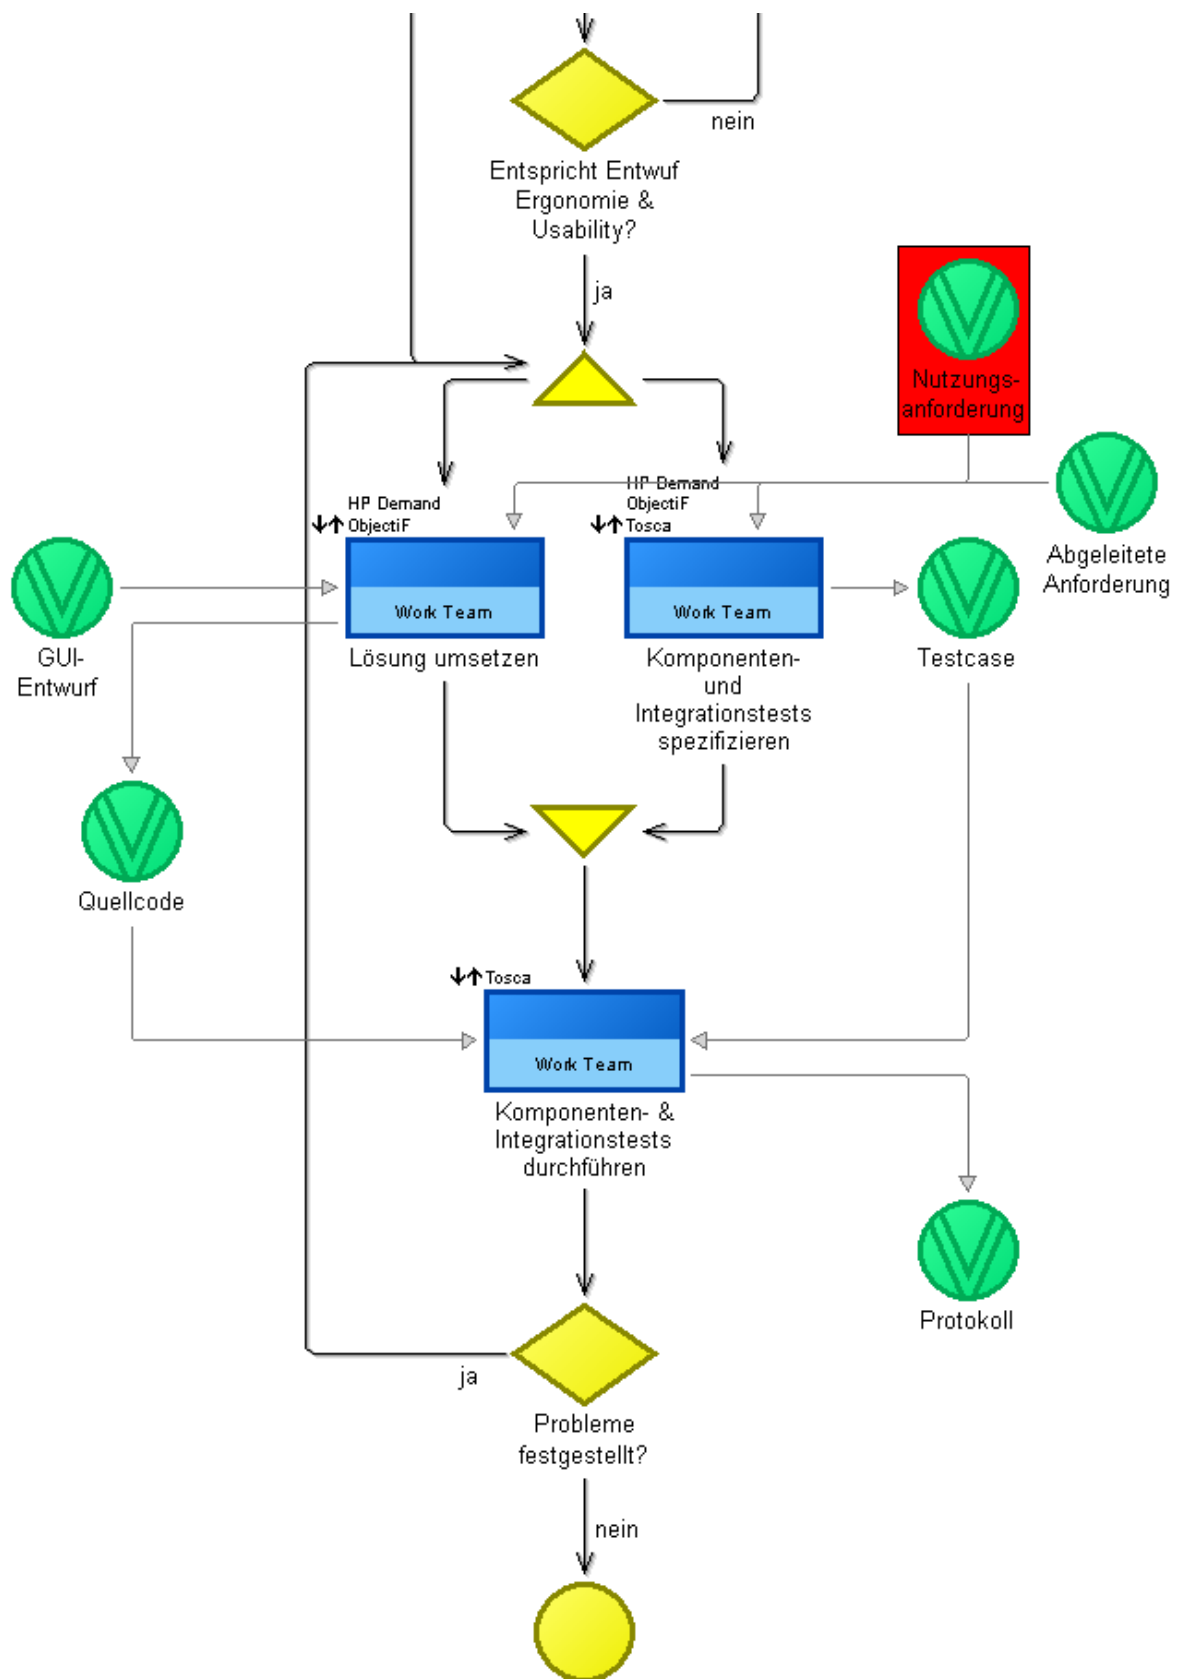 nein
Entspricht Entwuf
Ergonomie &
Usability?
ja
Nutzungs-
anforderung
HP Demand
ObjectiF
HP Demand
ObjectiF
Tosca
Abgeleitete
Anforderung
Work Team
Work Team
GUI-
Entwurf
Lösung umsetzen
Komponenten-
und
Integrationstests
spezifizieren
Testcase
Quellcode
Tosca
Work Team
Komponenten- &
Integrationstests
durchführen
Protokoll
ja
Probleme
festgestellt?
nein